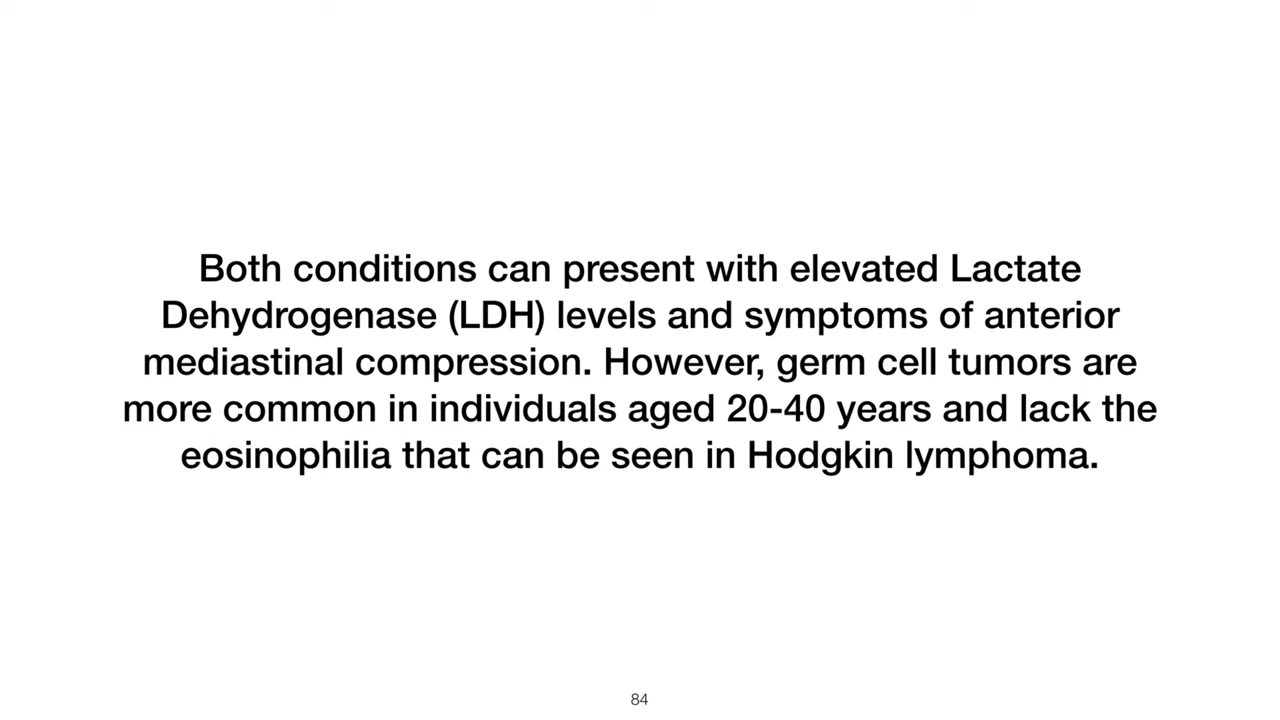 Both conditions can present with elevated Lactate
Dehydrogenase (LDH) levels and symptoms of anterior
mediastinal compression. However, germ cell tumors are
more common in individuals aged 20-40 years and lack the
eosinophilia that can be seen in Hodgkin lymphoma.
84